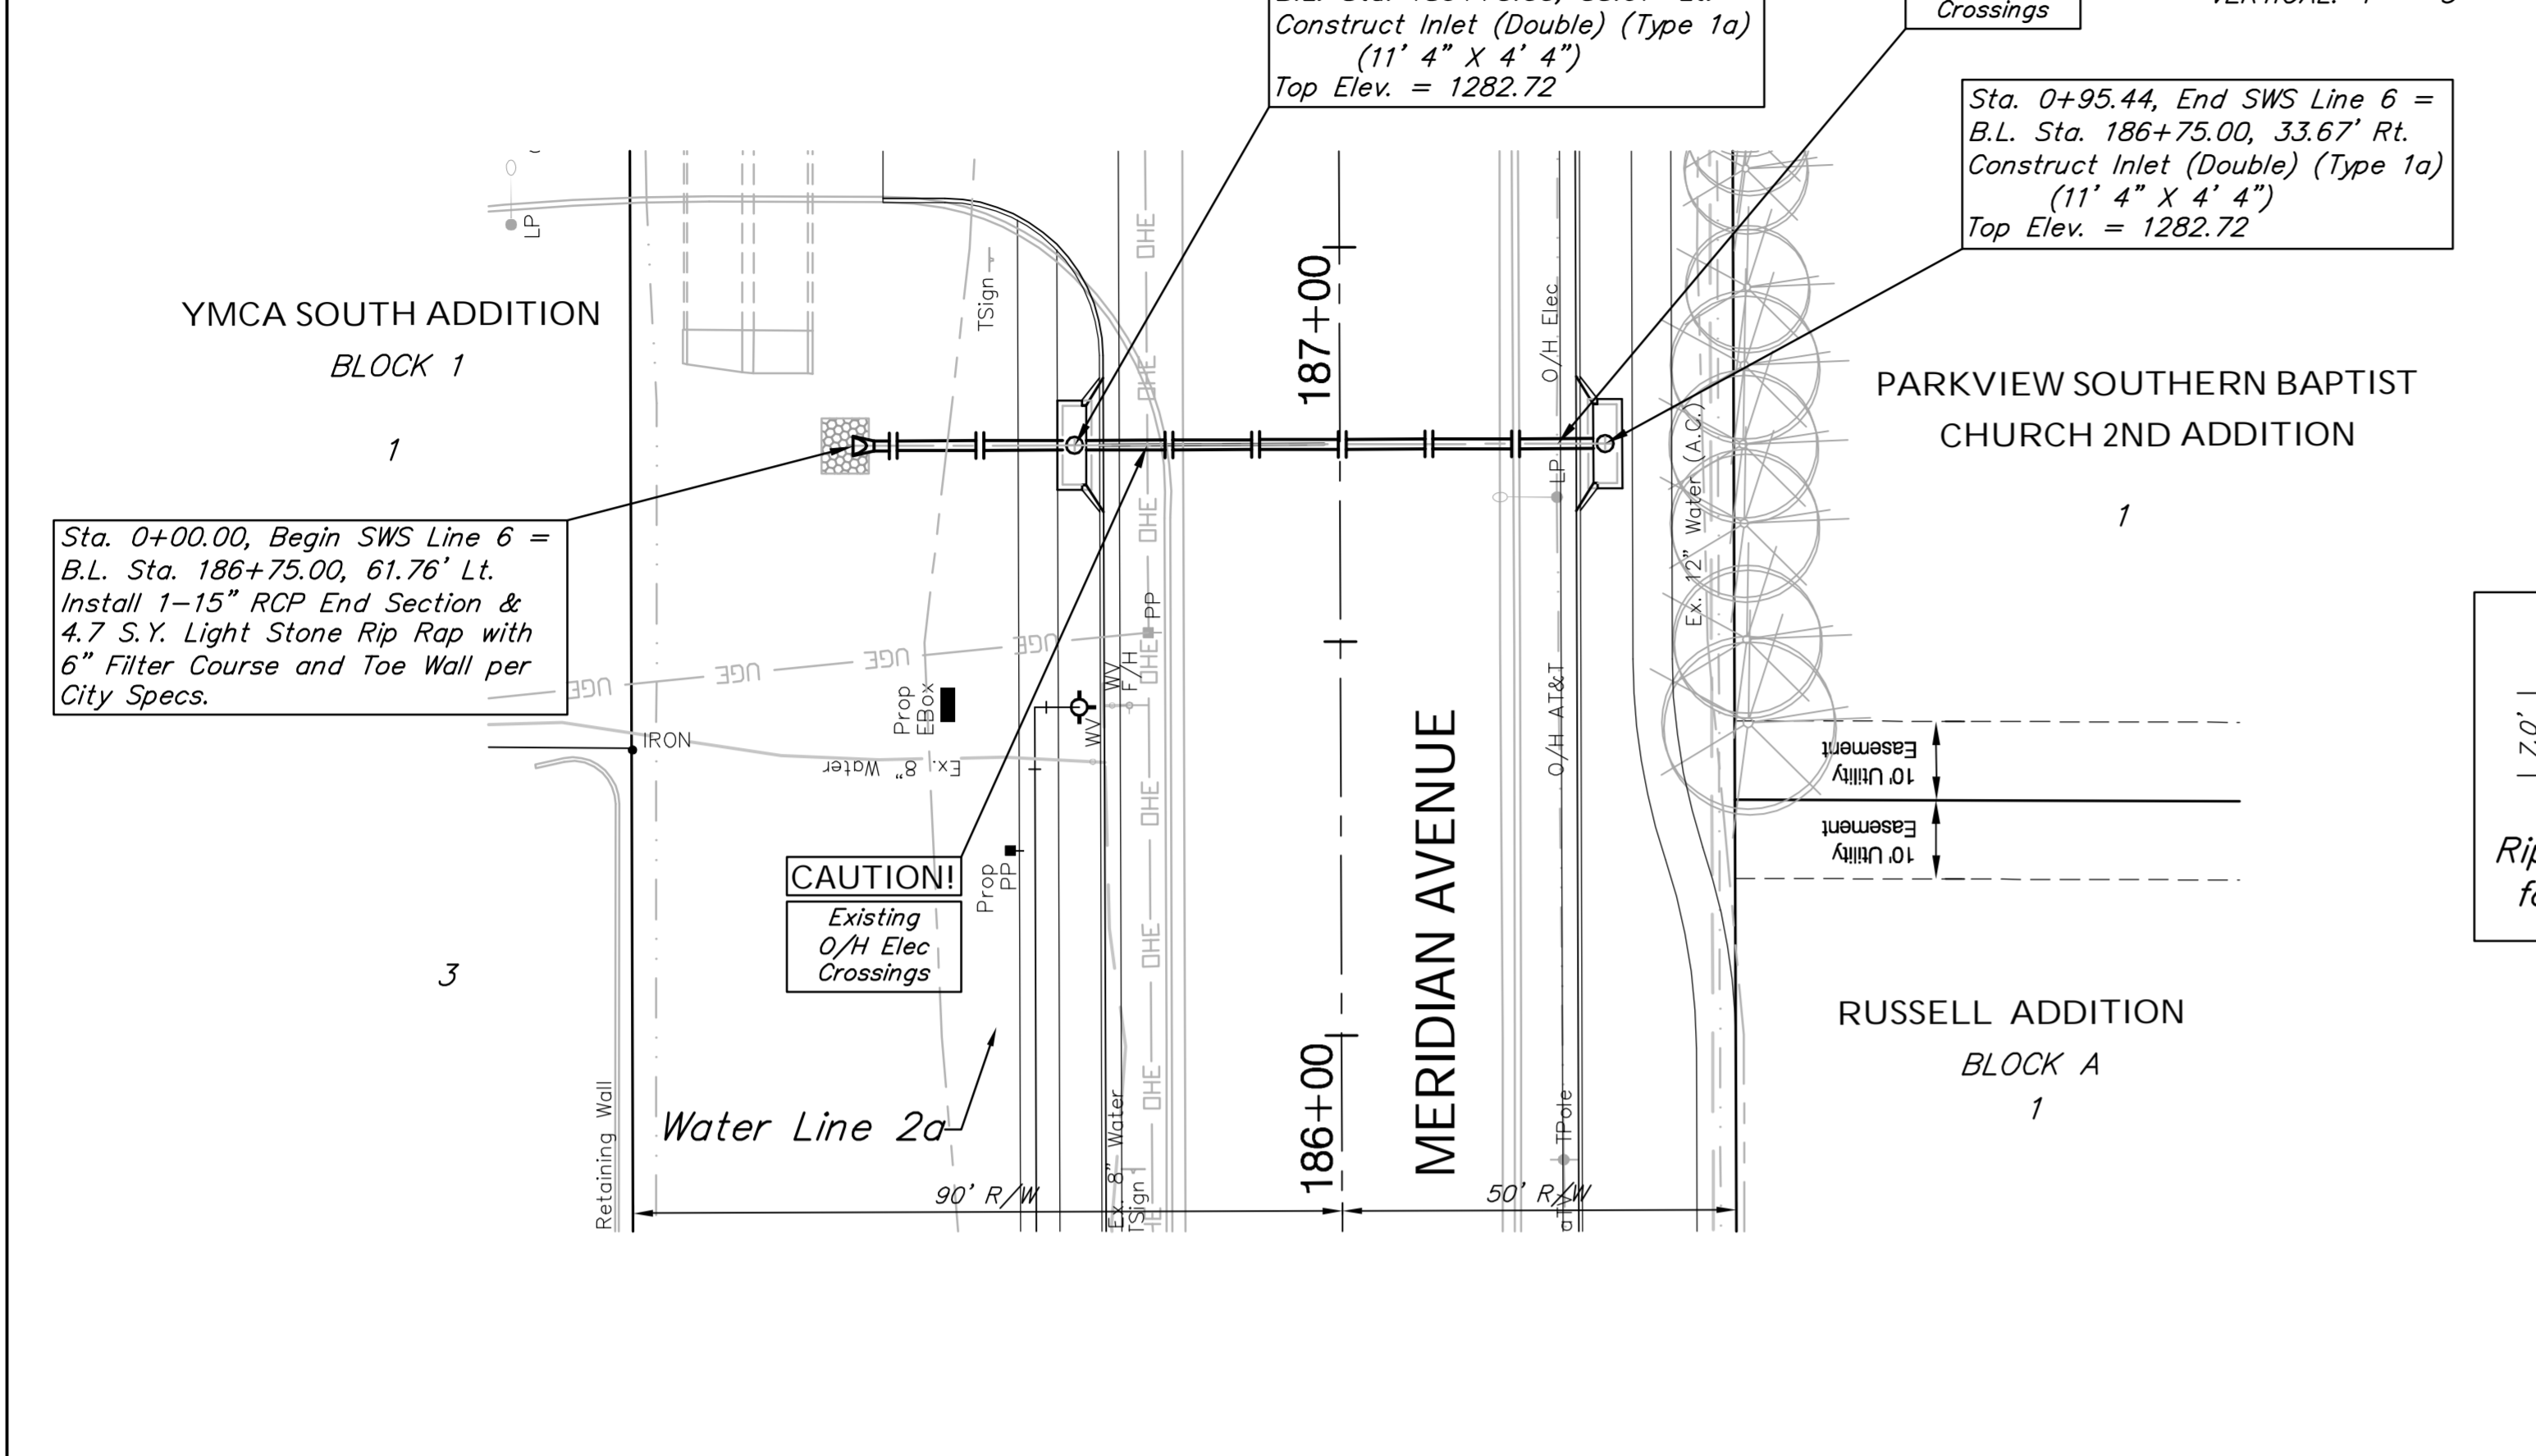 Construct Inlet (Double) (Type 1a)
(11' 4" X 4' 4")
Top Elev. = 1282.72
Crossings
Sta. 0+95.44, End SWS Line 6 =
B.L. Sta. 186+75.00, 33.67' Rt.
Construct Inlet (Double) (Type 1a)
(11' 4" X 4' 4")
Top Elev. = 1282.72
LP
TSign
OHE
187+00
O/H Elec
YMCA SOUTH ADDITION
BLOCK 1
1
OHE
PARKVIEW SOUTHERN BAPTIST
CHURCH 2ND ADDITION
1
LP
Ex. 12" Water (A.C.)
OHE
Sta. 0+00.00, Begin SWS Line 6 =
B.L. Sta. 186+75.00, 61.76' Lt.
Install 1-15" RCP End Section &
4.7 S.Y. Light Stone Rip Rap with
6" Filter Course and Toe Wall per
City Specs.
UGE
UGE
UGE
UGE
PP
WV
F/H
OHE
Prop
EBox
WV
IRON
Ex. 8" Water
O/H AT&T
7.0'
10' Utility
Easement
10' Utility
Easement
OHE
CAUTION!
Existing
O/H Elec
Crossings
Prop
PP
MERIDIAN AVENUE
OHE
3
RUSSELL ADDITION
BLOCK A
1
Water Line 2a
Retaining Wall
OHE
Ex. 8" Water
TSign
186+00
TPole
90' R/W
50' R/W